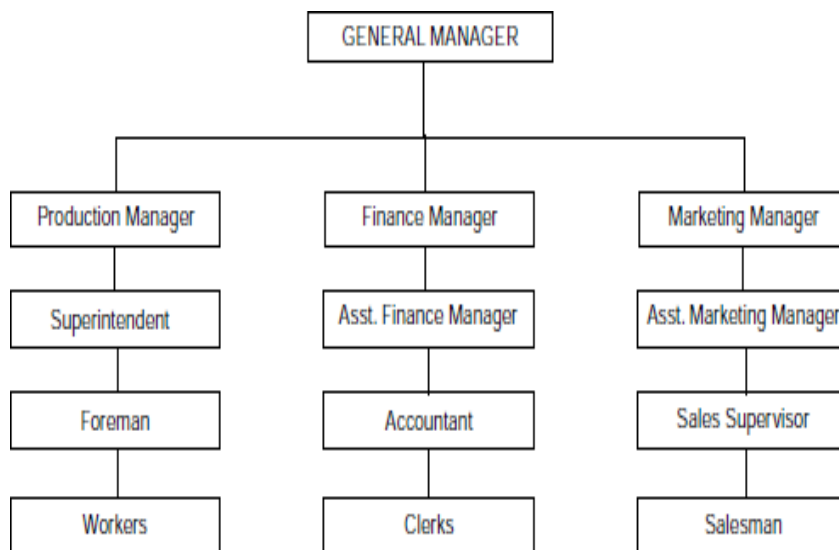 GENERAL MANAGER
Production Manager
Finance Manager
Marketing Manager
Superintendent
Asst. Finance Manager
Asst. Marketing Manager
Foreman
Accountant
Sales Supervisor
Workers
Clerks
Salesman